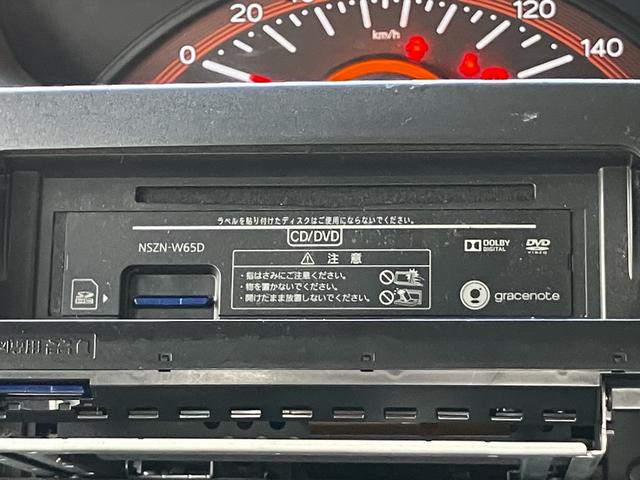 0
20
120
140
km/h
ラベルを貼り付けたディスクはご使用にならないでください。
CD/DVD
NSZN-W65D
注 意
・指はさみにご注意ください。
・物を置かないでください。
・開けたまま放置しないでください。
DOLBY
DIGITAL
DVD
VIDEO
SD
gracenote